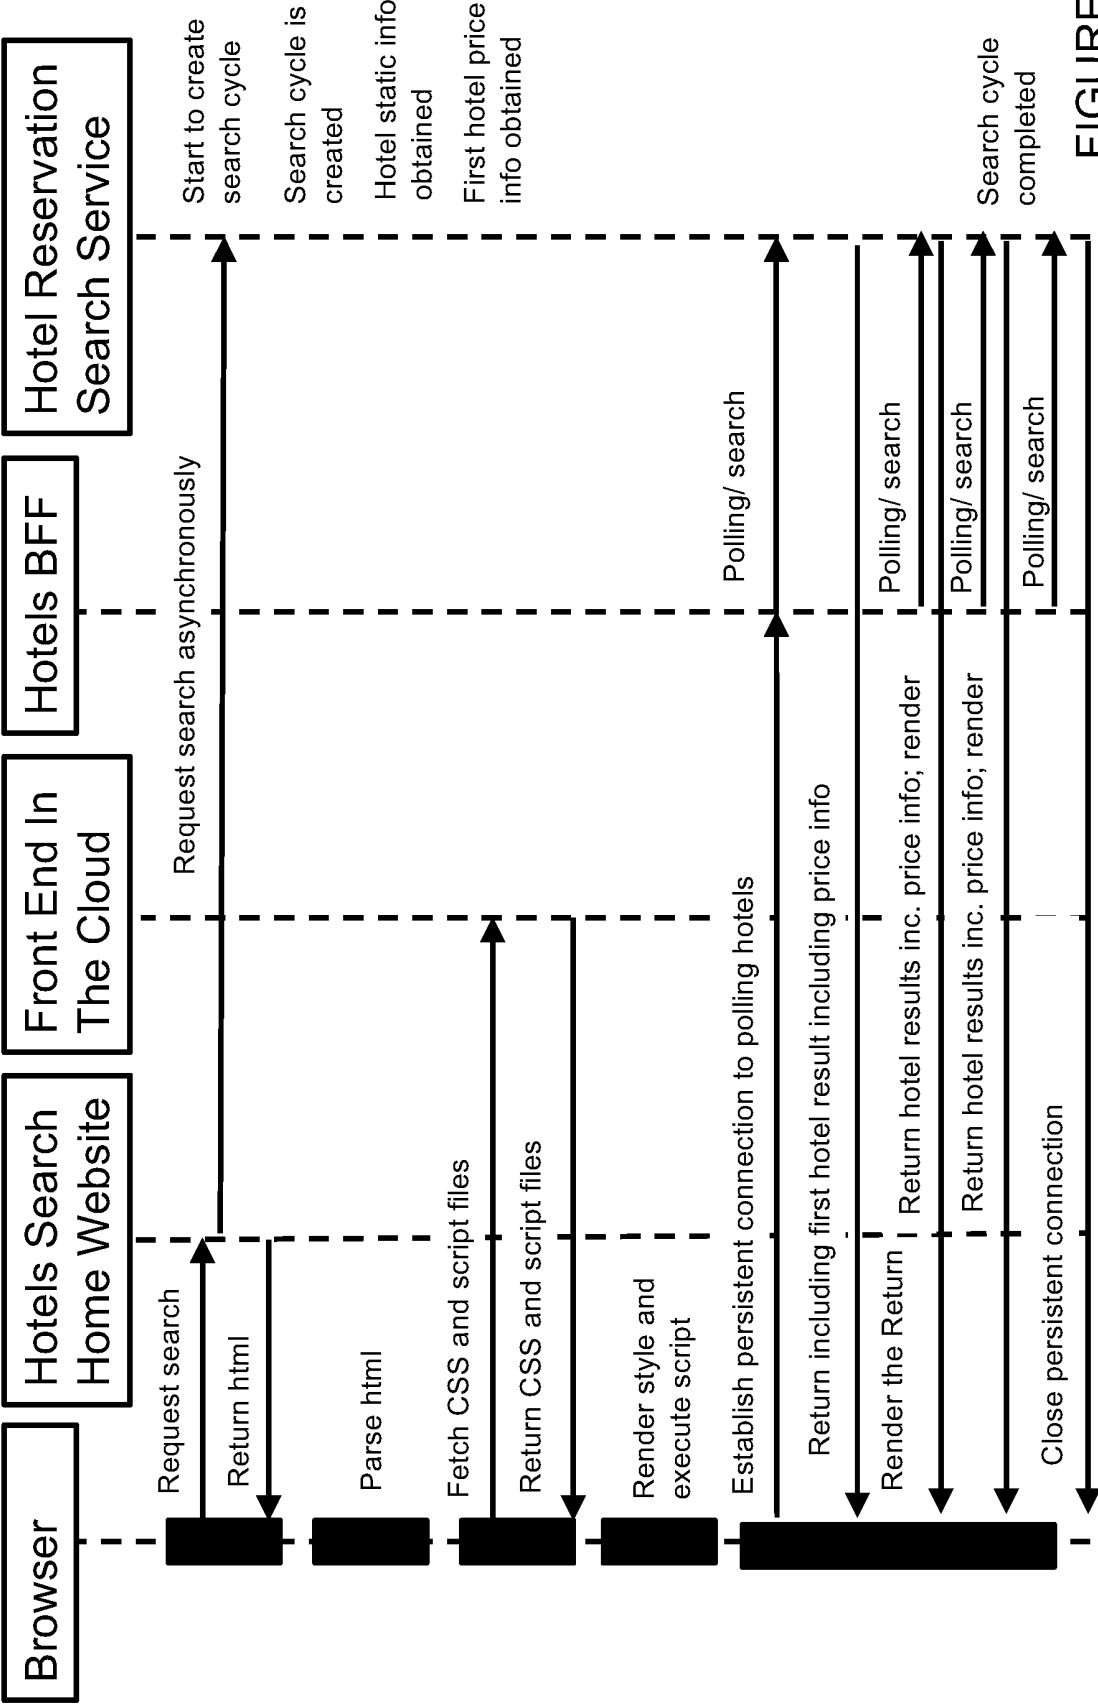 Browser
Hotels Search
Home Website
Front End In
The Cloud
Hotels BFF
Hotel Reservation
Search Service
Request search
Request search asynchronously
Start to create
search cycle
Return html
Search cycle is
created
Parse html
Hotel static info
obtained
Fetch CSS and script files
First hotel price
info obtained
Return CSS and script files
Render style and
execute script
Establish persistent connection to polling hotels
Polling/ search
Return including first hotel result including price info
Render the Return
Polling/ search
Return hotel results inc. price info; render
Polling/ search
Return hotel results inc. price info; render
Search cycle
completed
Polling/ search
Close persistent connection
FIGURE